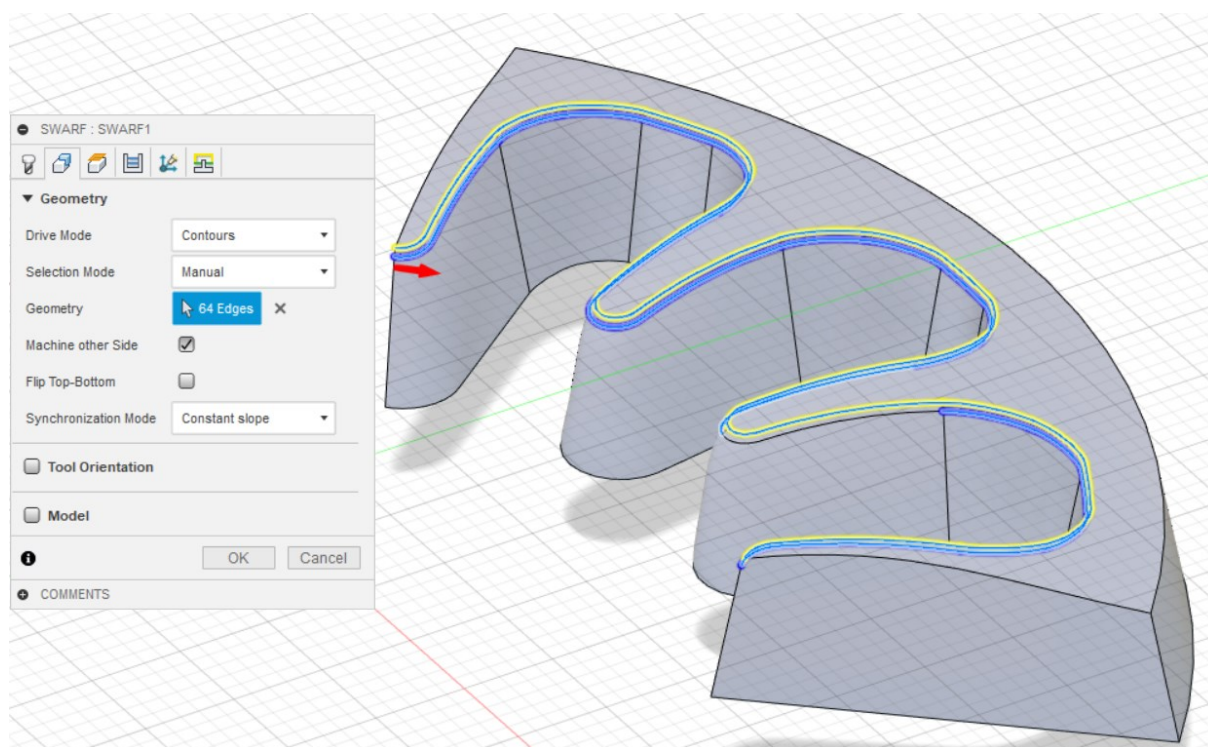 SWARF : SWARF1
Geometry
Drive Mode Contours
Selection Mode Manual
Geometry 64 Edges
Machine other Side
Flip Top-Bottom
Synchronization Mode Constant slope
Tool Orientation
Model
OK Cancel
COMMENTS